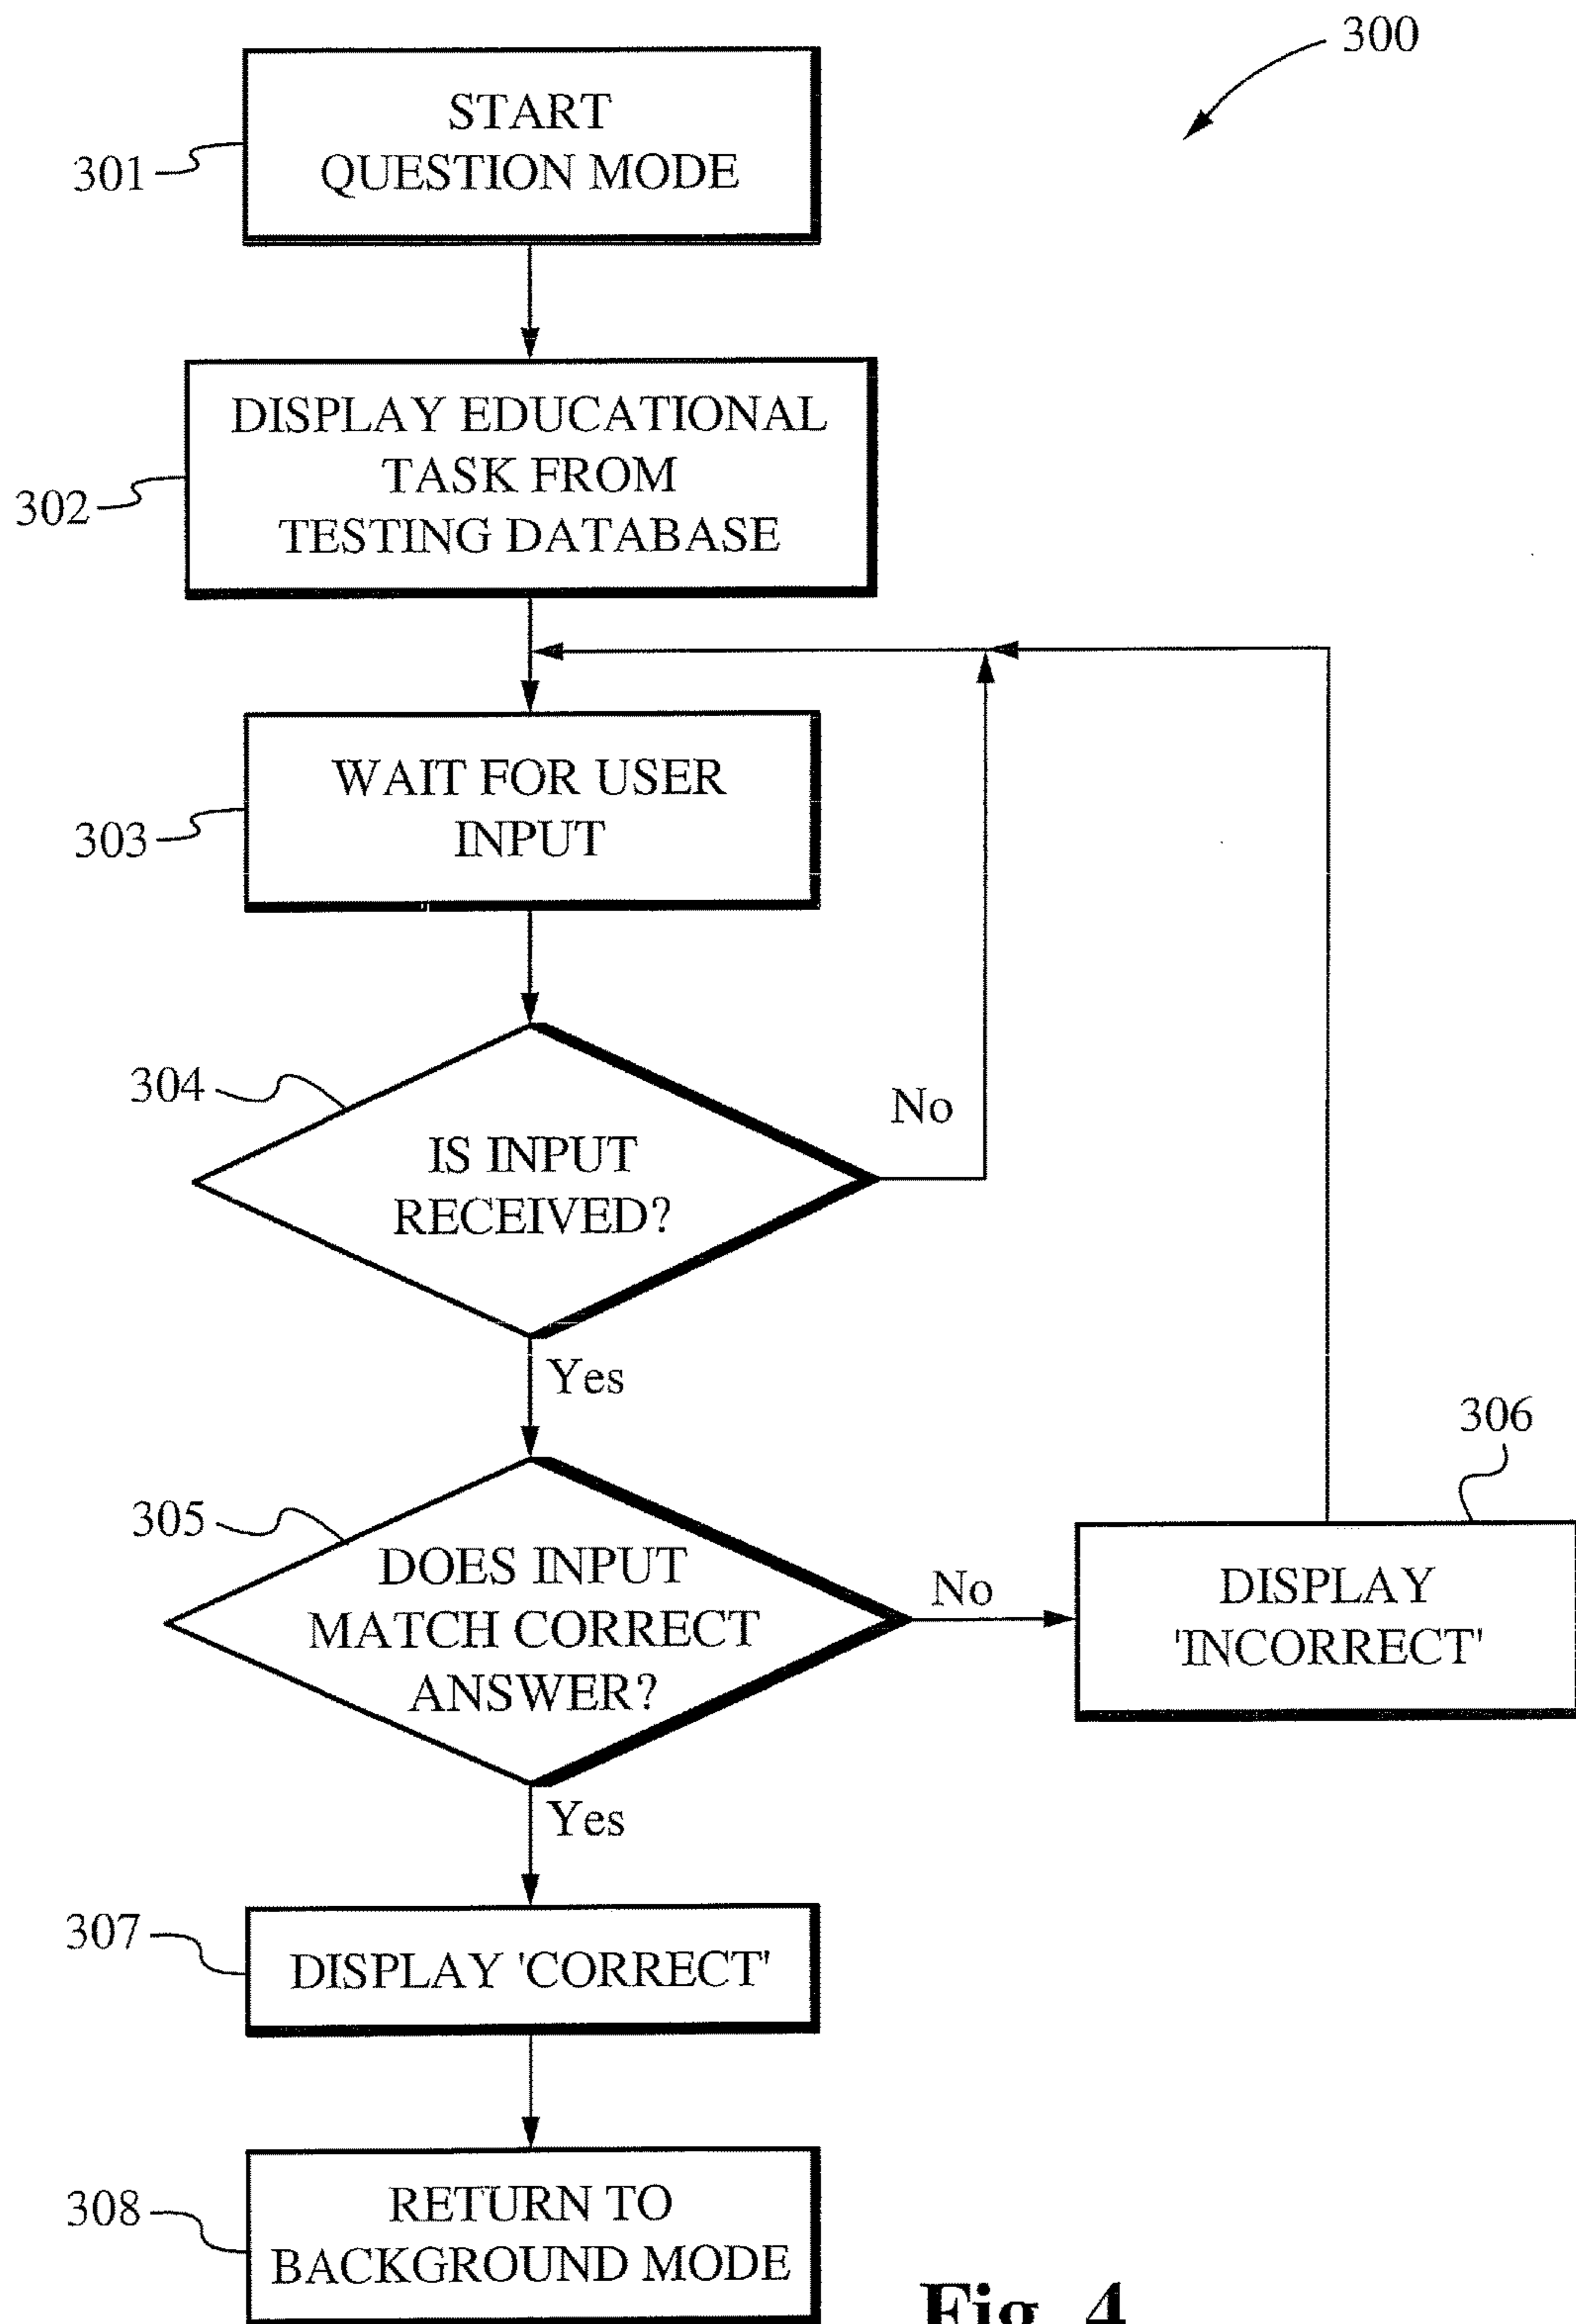 300
START
QUESTION MODE
301
DISPLAY EDUCATIONAL
TASK FROM
TESTING DATABASE
302
WAIT FOR USER
INPUT
303
304
IS INPUT
RECEIVED?
No
Yes
305
DOES INPUT
MATCH CORRECT
ANSWER?
No
306
DISPLAY
'INCORRECT'
Yes
307
DISPLAY 'CORRECT'
308
RETURN TO
BACKGROUND MODE
Fig. 4